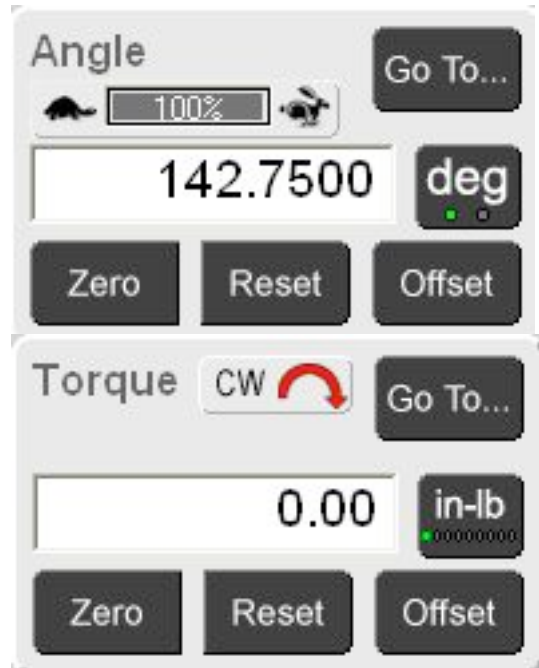 Angle
Go To...
100%
142.7500
deg
Zero Reset Offset
Torque CW
Go To...
0.00
in-lb
Zero Reset Offset